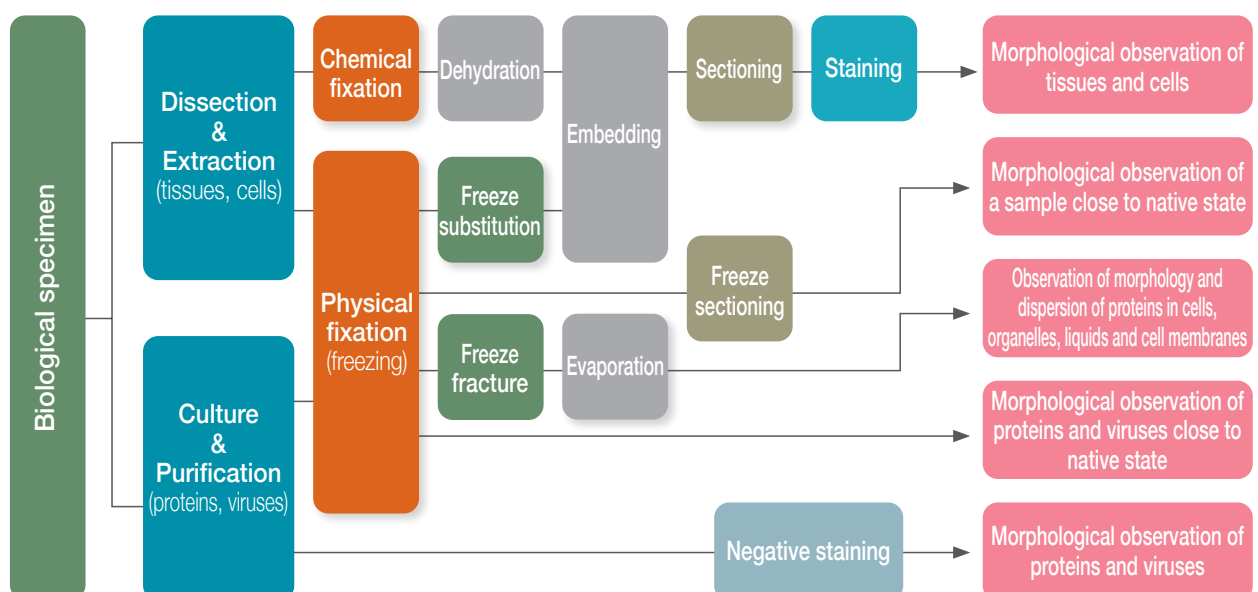 Biological specimen
Dissection
&
Extraction
(tissues, cells)
Culture
&
Purification
(proteins, viruses)
Chemical
fixation
Physical
fixation
(freezing)
Dehydration
Freeze
substitution
Freeze
fracture
Embedding
Evaporation
Sectioning
Freeze
sectioning
Staining
Negative staining
Morphological observation of
tissues and cells
Morphological observation of
a sample close to native state
Observation of morphology and
dispersion of proteins in cells,
organelles, liquids and cell membranes
Morphological observation of
proteins and viruses close to
native state
Morphological observation of
proteins and viruses